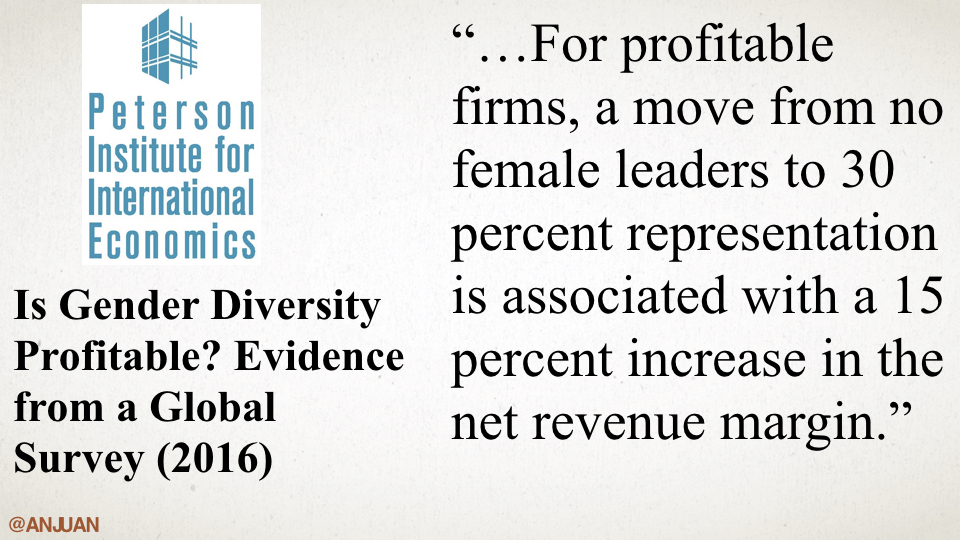 Peterson
Institute for
International
Economics
Is Gender Diversity
Profitable? Evidence
from a Global
Survey (2016)
“…For profitable
firms, a move from no
female leaders to 30
percent representation
is associated with a 15
percent increase in the
net revenue margin.”
@ANJUAN